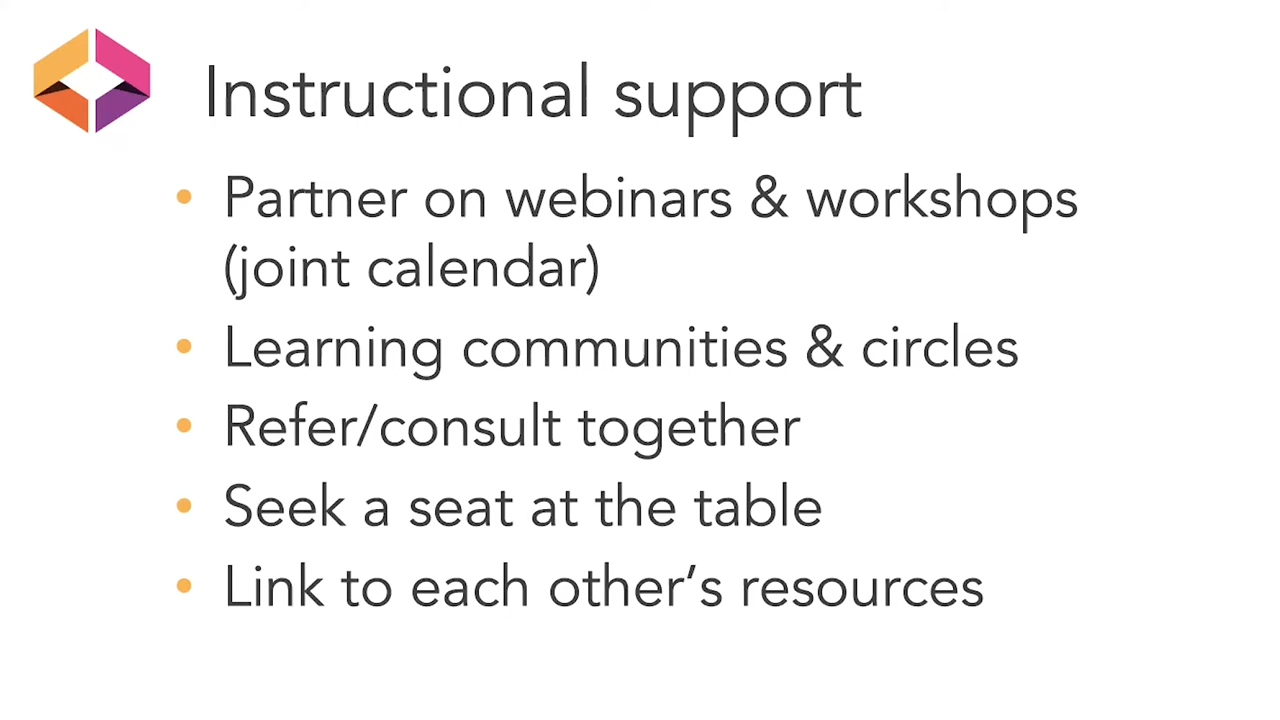 Instructional support
• Partner on webinars & workshops
(joint calendar)
• Learning communities & circles
• Refer/consult together
• Seek a seat at the table
• Link to each other’s resources